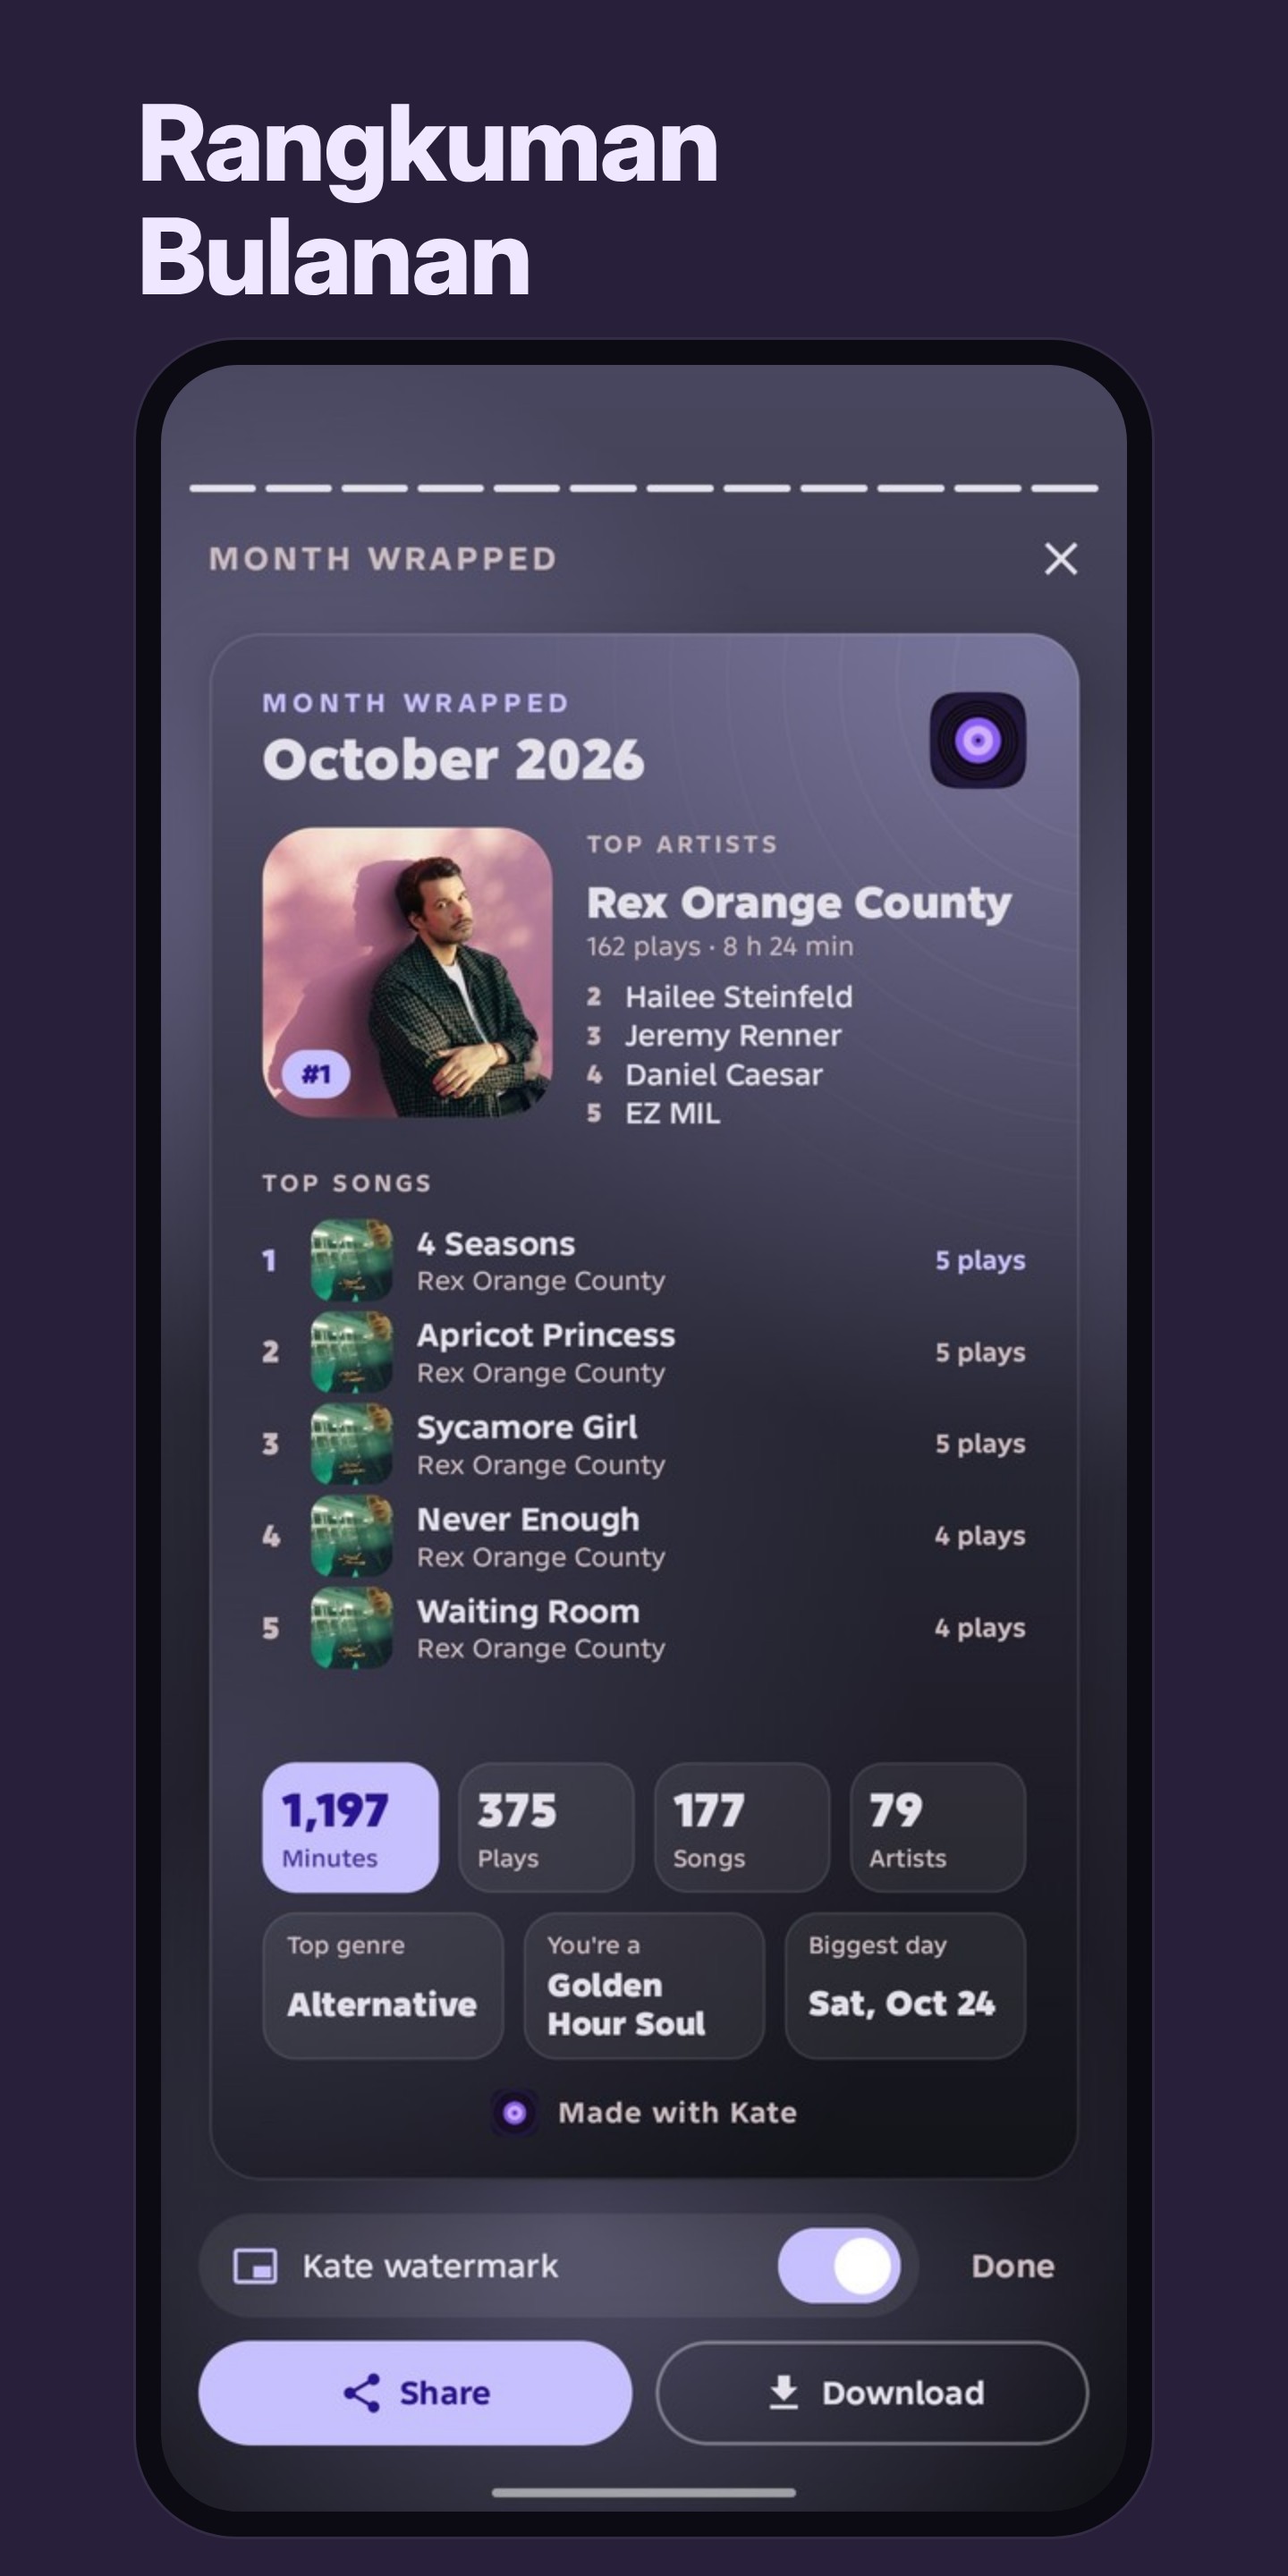 Rangkuman
Bulanan
MONTH WRAPPED
MONTH WRAPPED
October 2026
TOP ARTISTS
Rex Orange County
162 plays · 8 h 24 min
#1
2 Hailee Steinfeld
3 Jeremy Renner
4 Daniel Caesar
5 EZ MIL
TOP SONGS
1 4 Seasons 5 plays
Rex Orange County
2 Apricot Princess 5 plays
Rex Orange County
3 Sycamore Girl 5 plays
Rex Orange County
4 Never Enough 4 plays
Rex Orange County
5 Waiting Room 4 plays
Rex Orange County
1,197 375 177 79
Minutes Plays Songs Artists
Top genre
Alternative
You're a
Golden
Hour Soul
Biggest day
Sat, Oct 24
Made with Kate
Kate watermark Done
Share Download